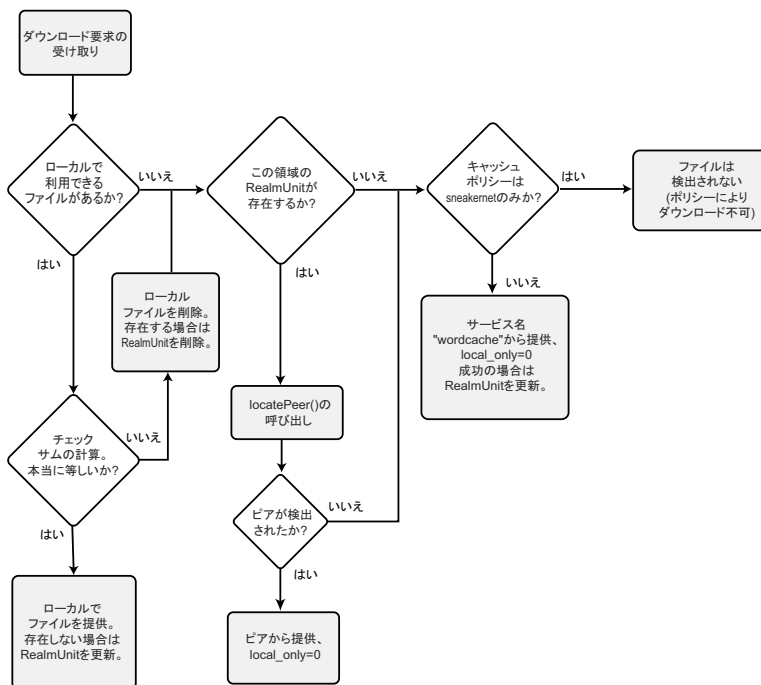 ダウンロード要求の
受け取り
ローカルで
利用できる
ファイルがあるか?
いいえ
はい
この領域の
RealmUnitが
存在するか?
いいえ
はい
キャッシュ
ポリシーは
sneakernetのみか?
はい
いいえ
ファイルは
検出されない
(ポリシーにより
ダウンロード不可)
ローカル
ファイルを削除。
存在する場合は
RealmUnitを削除。
サービス名
"wordcache"から提供、
local_only=0
成功の場合は
RealmUnitを更新。
locatePeer()の
呼び出し
チェック
サムの計算。
本当に等しいか?
いいえ
はい
ピアが検出
されたか?
いいえ
はい
ローカルで
ファイルを提供。
存在しない場合は
RealmUnitを更新。
ピアから提供、
local_only=0